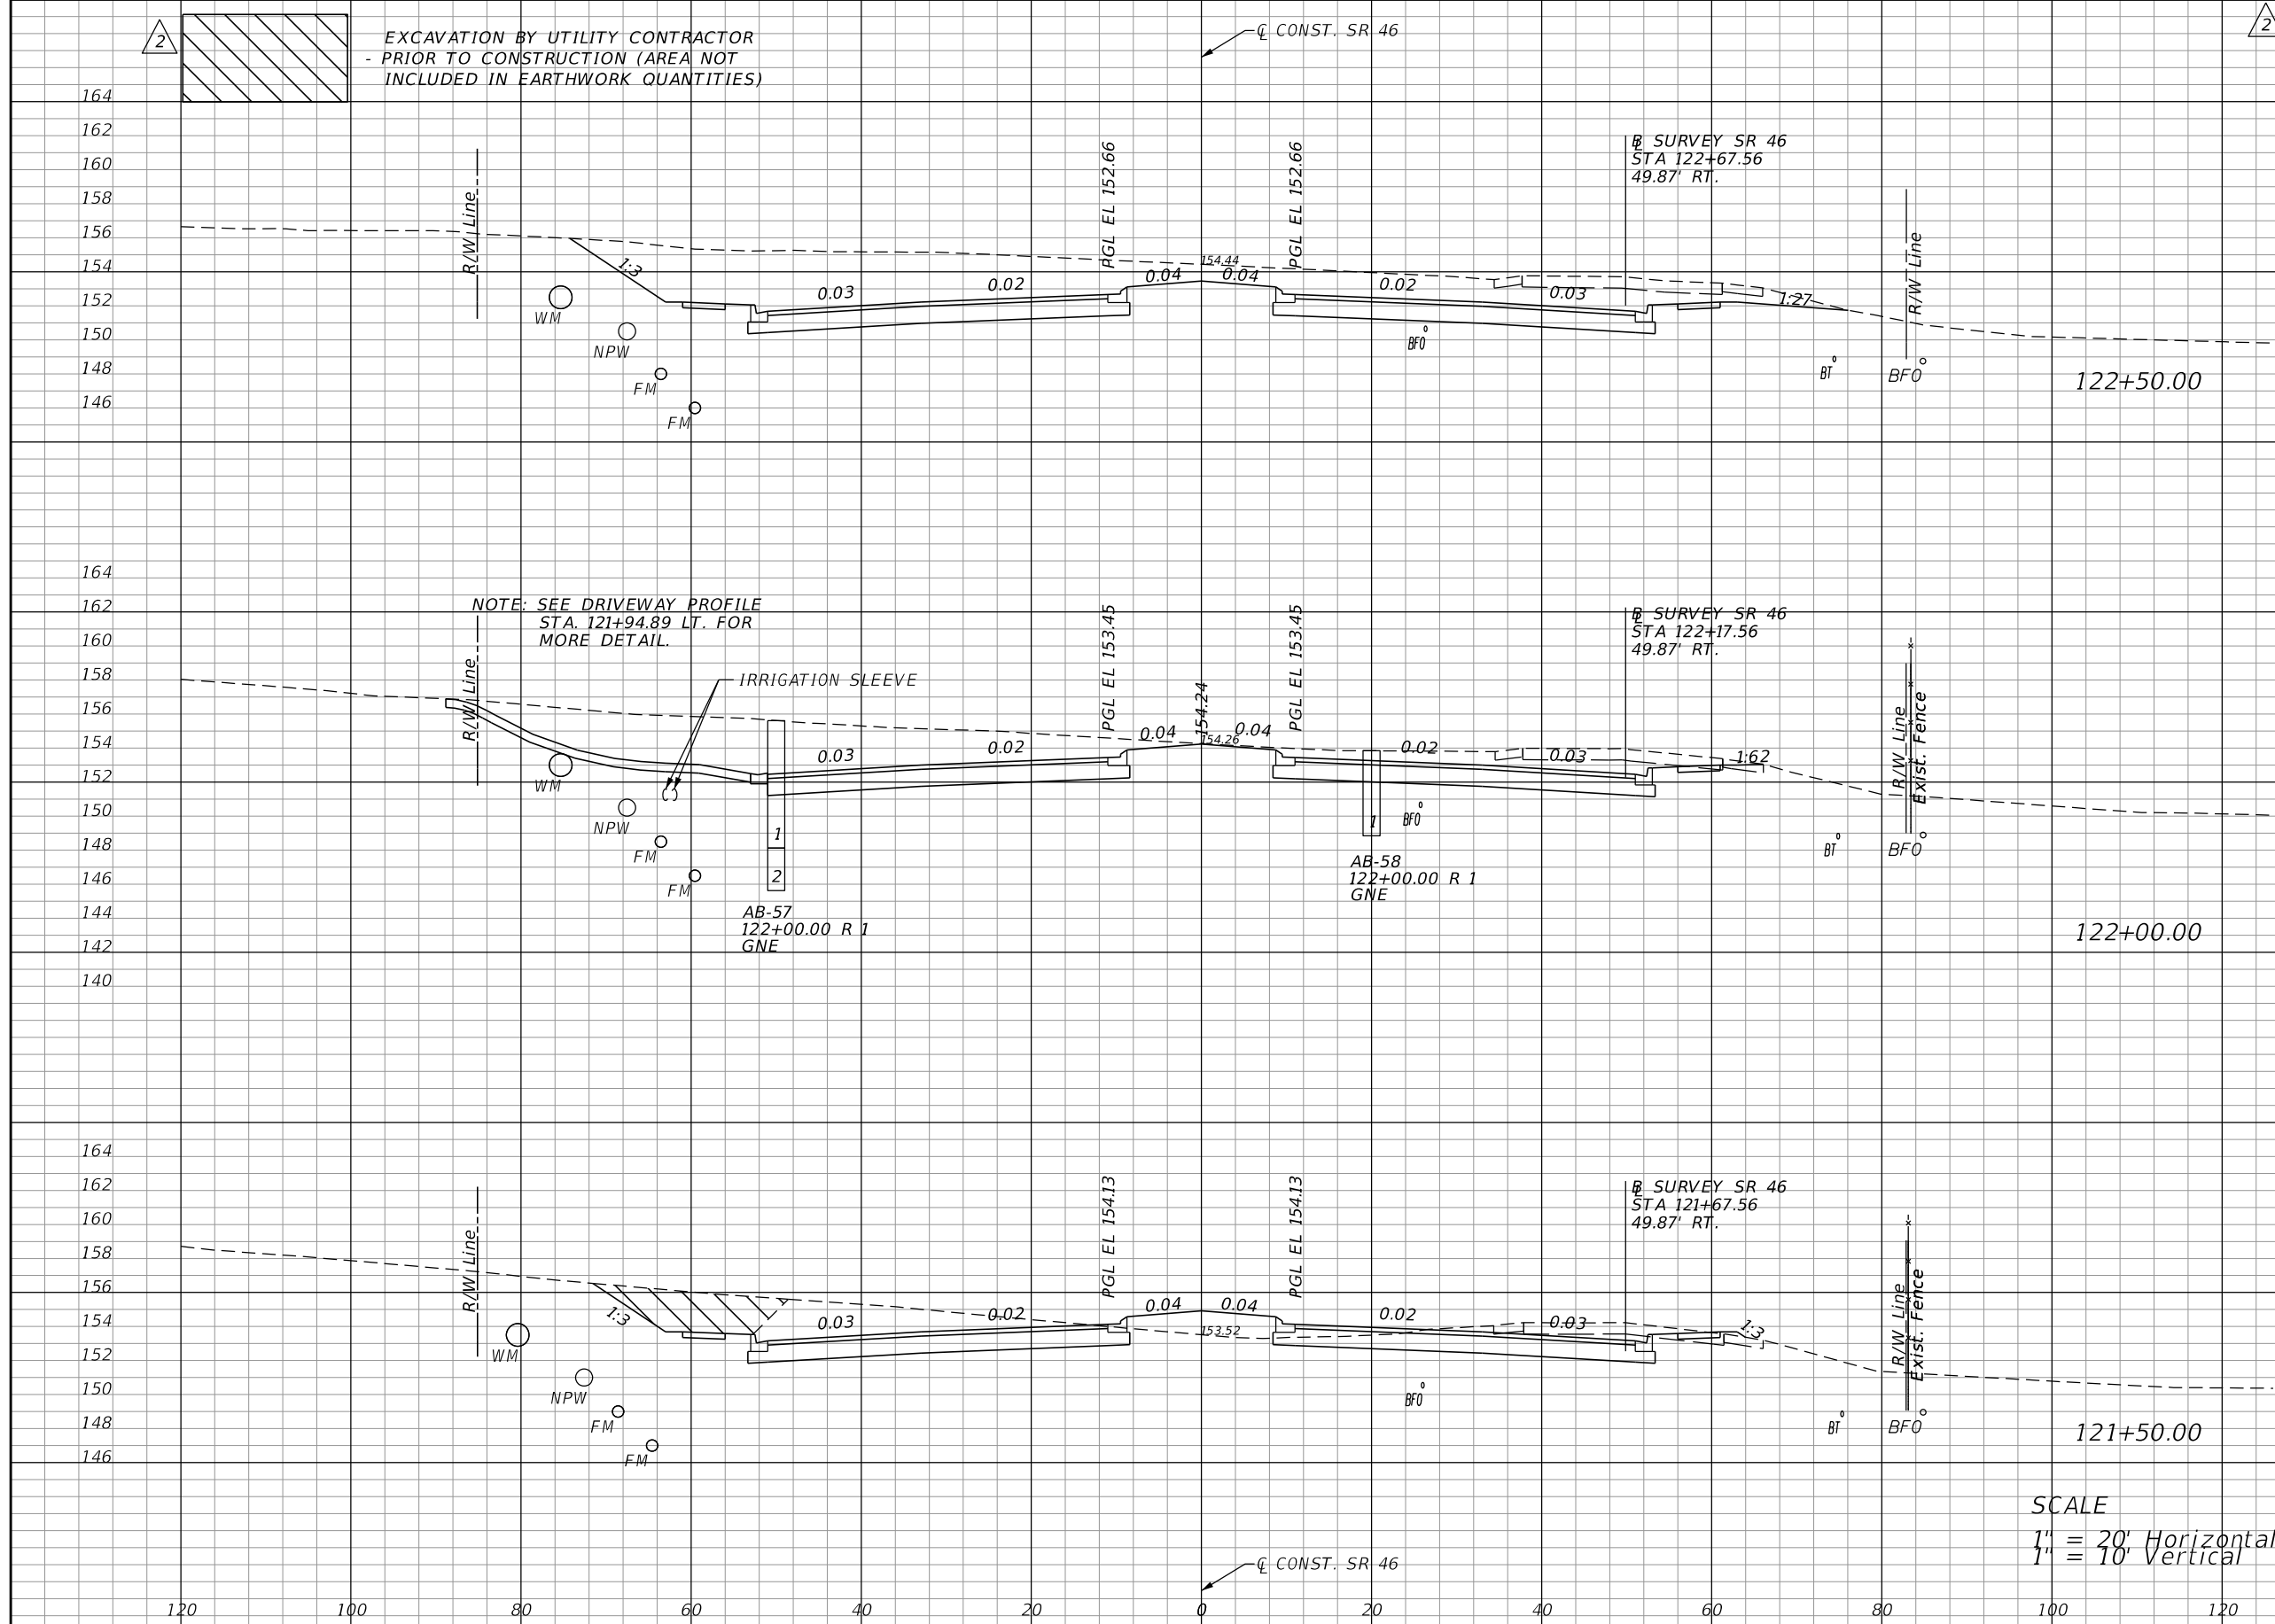 2
EXCAVATION BY UTILITY CONTRACTOR
- PRIOR TO CONSTRUCTION (AREA NOT
INCLUDED IN EARTHWORK QUANTITIES)
℄ CONST. SR 46
2
164
162
160
158
156
154
152
150
148
146
R/W Line
1:3
WM
NPW
FM
FM
0.03
0.02
PGL EL 152.66
0.04
154.44
0.04
PGL EL 152.66
0.02
0.03
BFO
BL SURVEY SR 46
STA 122+67.56
49.87' RT.
1:27
R/W Line
BT
BFO
122+50.00
164
162
160
158
156
154
152
150
148
146
144
142
140
NOTE: SEE DRIVEWAY PROFILE
STA. 121+94.89 LT. FOR
MORE DETAIL.
R/W Line
IRRIGATION SLEEVE
WM
NPW
FM
FM
1
2
AB-57
122+00.00 R 1
GNE
0.03
0.02
PGL EL 153.45
0.04
154.24
154.26
0.04
PGL EL 153.45
0.02
0.03
1
BFO
AB-58
122+00.00 R 1
GNE
BL SURVEY SR 46
STA 122+17.56
49.87' RT.
1:62
R/W Line
Exist. Fence
BT
BFO
122+00.00
164
162
160
158
156
154
152
150
148
146
R/W Line
1:3
WM
NPW
FM
FM
0.03
0.02
PGL EL 154.13
0.04
153.52
0.04
PGL EL 154.13
0.02
0.03
BFO
BL SURVEY SR 46
STA 121+67.56
49.87' RT.
1:3
R/W Line
Exist. Fence
BT
BFO
121+50.00
SCALE
1" = 20' Horizontal
1" = 10' Vertical
℄ CONST. SR 46
120 100 80 60 40 20 0 20 40 60 80 100 120